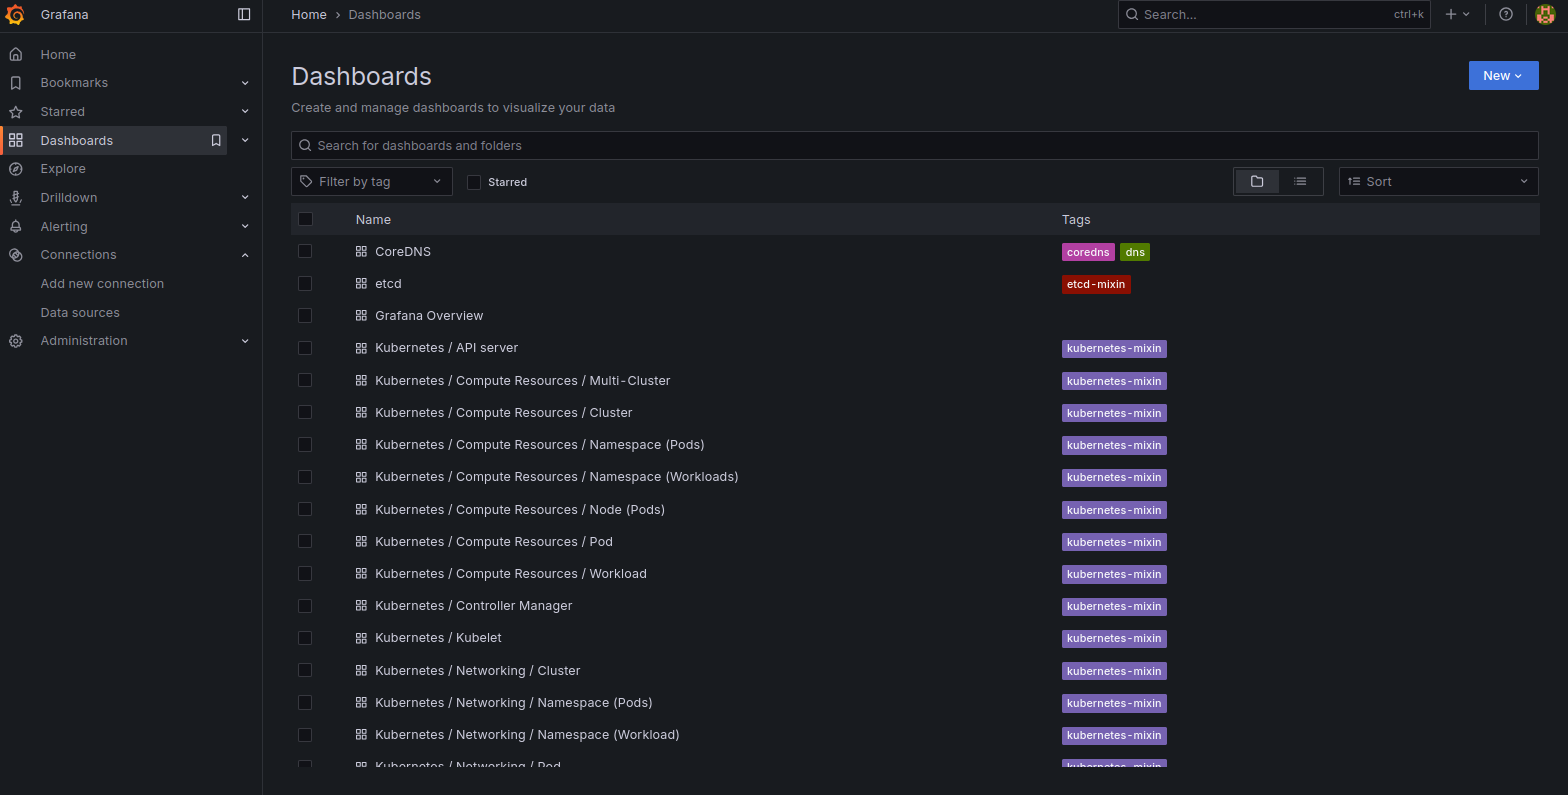 Grafana
Home › Dashboards
Search...
ctrl+k
Home
Bookmarks
Starred
Dashboards
Explore
Drilldown
Alerting
Connections
Add new connection
Data sources
Administration
Dashboards
New
Create and manage dashboards to visualize your data
Search for dashboards and folders
Filter by tag
Starred
Sort
Name Tags
CoreDNS coredns dns
etcd etcd-mixin
Grafana Overview
Kubernetes / API server kubernetes-mixin
Kubernetes / Compute Resources / Multi-Cluster kubernetes-mixin
Kubernetes / Compute Resources / Cluster kubernetes-mixin
Kubernetes / Compute Resources / Namespace (Pods) kubernetes-mixin
Kubernetes / Compute Resources / Namespace (Workloads) kubernetes-mixin
Kubernetes / Compute Resources / Node (Pods) kubernetes-mixin
Kubernetes / Compute Resources / Pod kubernetes-mixin
Kubernetes / Compute Resources / Workload kubernetes-mixin
Kubernetes / Controller Manager kubernetes-mixin
Kubernetes / Kubelet kubernetes-mixin
Kubernetes / Networking / Cluster kubernetes-mixin
Kubernetes / Networking / Namespace (Pods) kubernetes-mixin
Kubernetes / Networking / Namespace (Workload) kubernetes-mixin
Kubernetes / Networking / Pod kubernetes-mixin